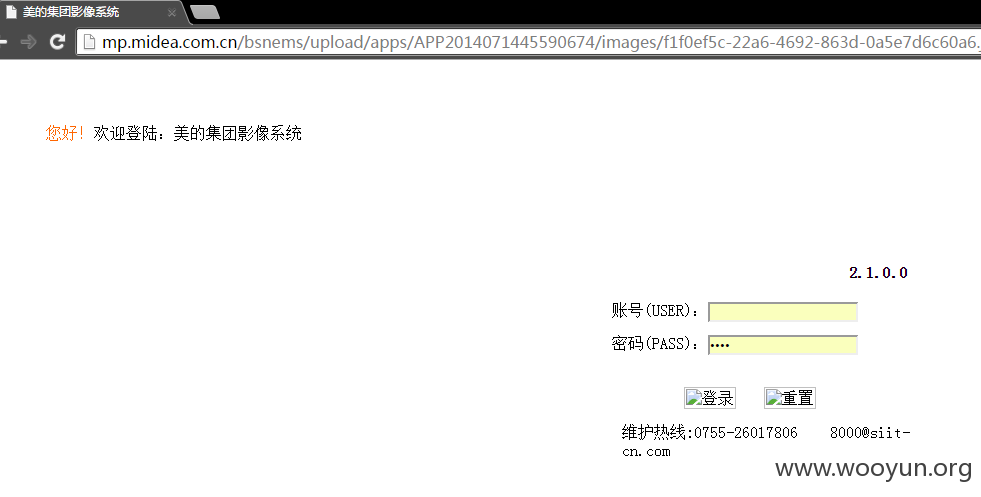 美的集团影像系统
mp.midea.com.cn/bsnems/upload/apps/APP2014071445590674/images/f1f0ef5c-22a6-4692-863d-0a5e7d6c60a6.
您好！欢迎登陆：美的集团影像系统
2.1.0.0
账号(USER)：
密码(PASS)：
登录 重置
维护热线:0755-26017806 8000@siit-
cn.com
www.wooyun.org